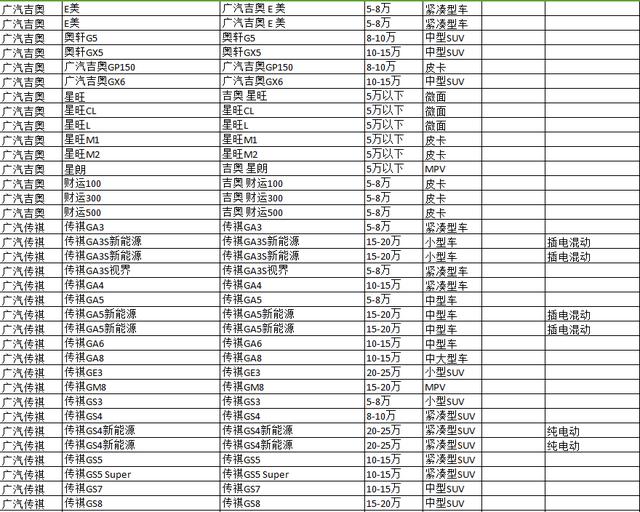 广汽吉奥 E美 广汽吉奥 E 美 5-8万 紧凑型车
广汽吉奥 E美 广汽吉奥 E 美 5-8万 紧凑型车
广汽吉奥 奥轩G5 奥轩G5 8-10万 中型SUV
广汽吉奥 奥轩GX5 奥轩GX5 10-15万 中型SUV
广汽吉奥 广汽吉奥GP150 广汽吉奥GP150 8-10万 皮卡
广汽吉奥 广汽吉奥GX6 广汽吉奥GX6 10-15万 中型SUV
广汽吉奥 星旺 吉奥 星旺 5万以下 微面
广汽吉奥 星旺CL 星旺CL 5万以下 微面
广汽吉奥 星旺L 星旺L 5万以下 微面
广汽吉奥 星旺M1 星旺M1 5万以下 皮卡
广汽吉奥 星旺M2 星旺M2 5万以下 皮卡
广汽吉奥 星朗 吉奥 星朗 5万以下 MPV
广汽吉奥 财运100 吉奥 财运100 5-8万 皮卡
广汽吉奥 财运300 吉奥 财运300 5-8万 皮卡
广汽吉奥 财运500 吉奥 财运500 5-8万 皮卡
广汽传祺 传祺GA3 传祺GA3 5-8万 紧凑型车
广汽传祺 传祺GA3S新能源 传祺GA3S新能源 15-20万 小型车 插电混动
广汽传祺 传祺GA3S新能源 传祺GA3S新能源 15-20万 小型车 插电混动
广汽传祺 传祺GA3S视界 传祺GA3S视界 5-8万 紧凑型车
广汽传祺 传祺GA4 传祺GA4 10-15万 紧凑型车
广汽传祺 传祺GA5 传祺GA5 5-8万 中型车
广汽传祺 传祺GA5新能源 传祺GA5新能源 15-20万 中型车 插电混动
广汽传祺 传祺GA5新能源 传祺GA5新能源 15-20万 中型车 插电混动
广汽传祺 传祺GA6 传祺GA6 10-15万 中型车
广汽传祺 传祺GA8 传祺GA8 10-15万 中大型车
广汽传祺 传祺GE3 传祺GE3 20-25万 小型SUV
广汽传祺 传祺GM8 传祺GM8 15-20万 MPV
广汽传祺 传祺GS3 传祺GS3 5-8万 小型SUV
广汽传祺 传祺GS4 传祺GS4 8-10万 紧凑型SUV
广汽传祺 传祺GS4新能源 传祺GS4新能源 20-25万 紧凑型SUV 纯电动
广汽传祺 传祺GS4新能源 传祺GS4新能源 20-25万 紧凑型SUV 纯电动
广汽传祺 传祺GS5 传祺GS5 10-15万 紧凑型SUV
广汽传祺 传祺GS5 Super 传祺GS5 Super 10-15万 紧凑型SUV
广汽传祺 传祺GS7 传祺GS7 10-15万 中型SUV
广汽传祺 传祺GS8 传祺GS8 15-20万 中型SUV